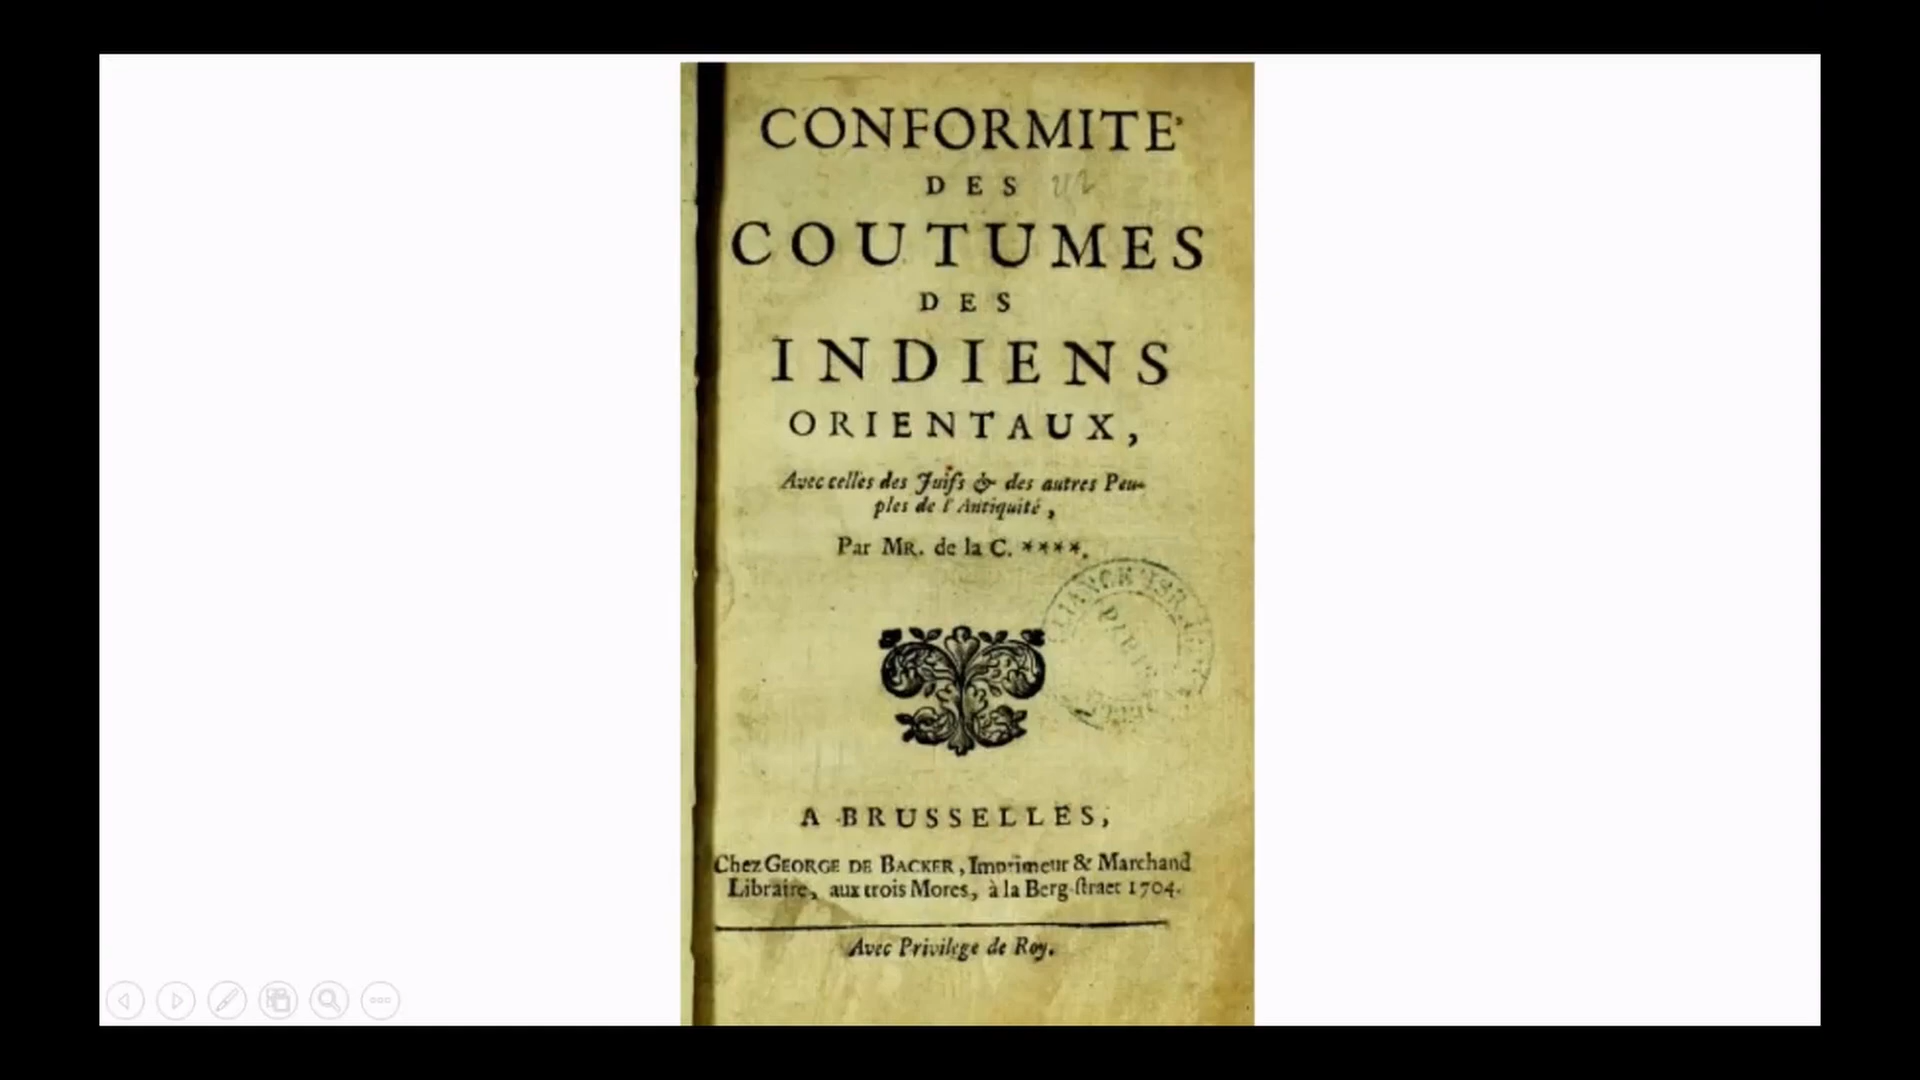 CONFORMITE'
DES
COUTUMES
DES
INDIENS
ORIENTAUX,
Avec celles des Juifs & des autres Peu-
ples de l'Antiquité,
Par MR. de la C. ****.
PARIS
A BRUSSELLES,
Chez GEORGE DE BACKER, Imprimeur & Marchand
Libraire, aux trois Mores, à la Berg-straet 1704.
Avec Privilege de Roy.